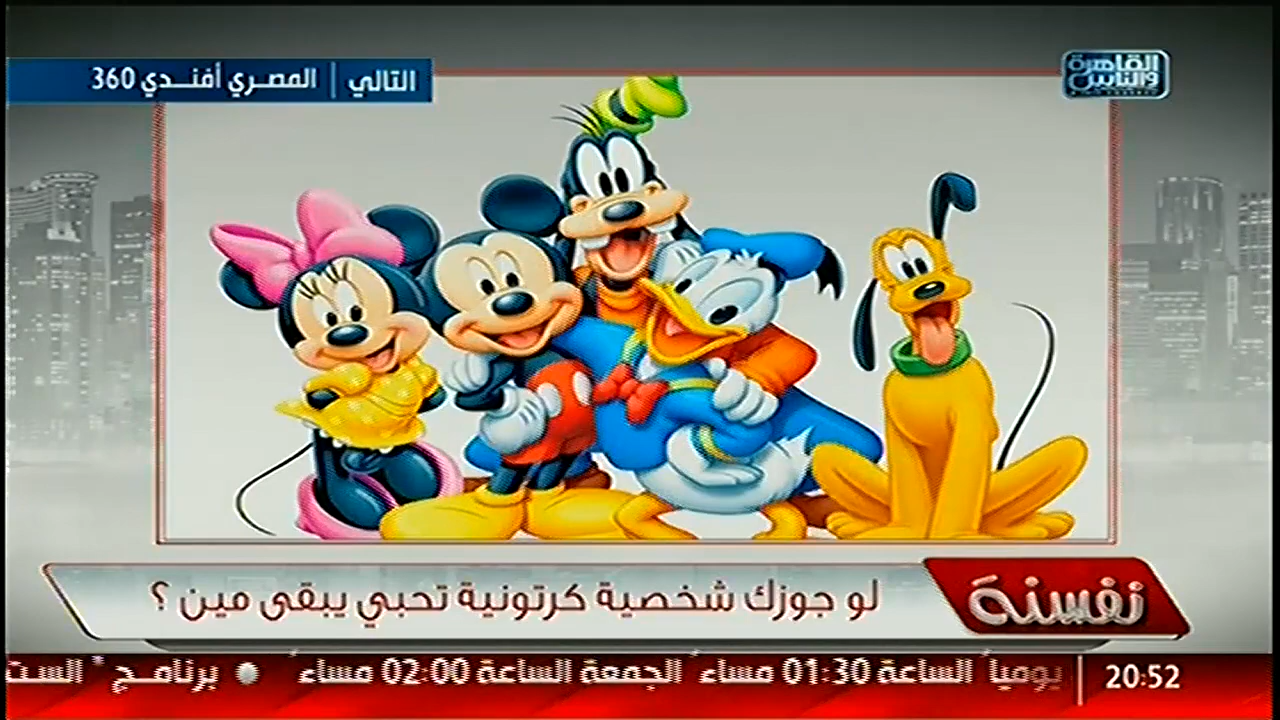 القاهرة
والناس
التالي | المصري أفندي 360
نفسنة
لو جوزك شخصية كرتونية تحبي يبقى مين ؟
20:52 | يومياً الساعة 01:30 مساءً الجمعة الساعة 02:00 مساءً • برنامج " الست